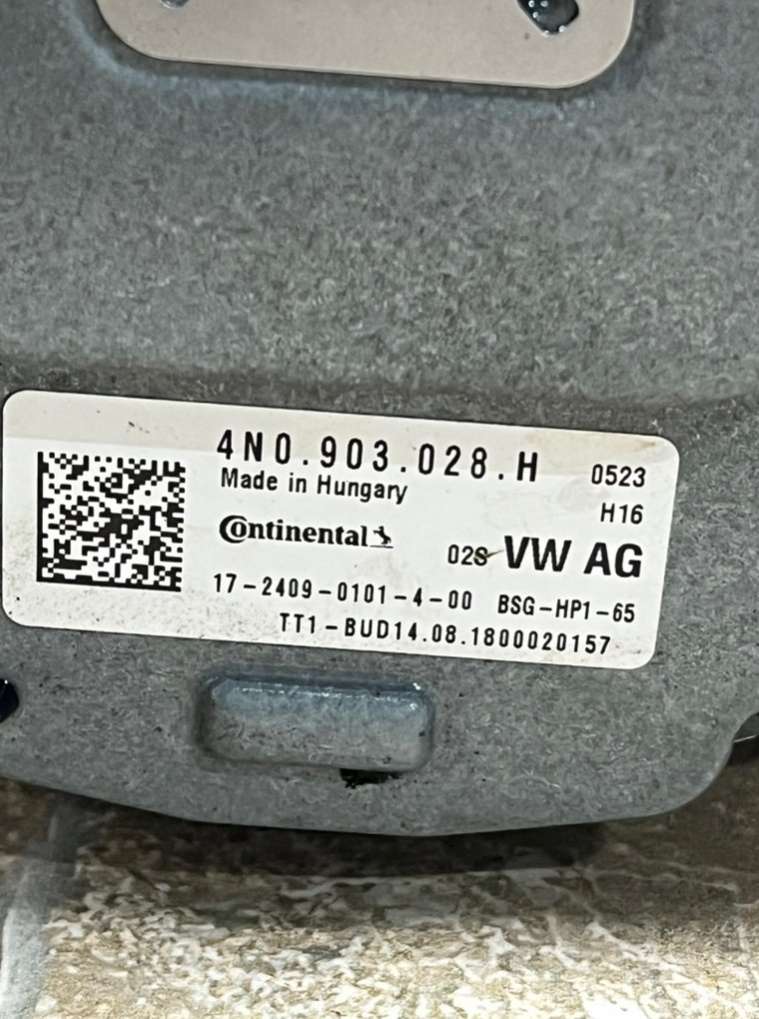 4N0.903.028.H 0523
Made in Hungary H16
Continental
02S VW AG
17-2409-0101-4-00 BSG-HP1-65
TT1-BUD14.08.1800020157